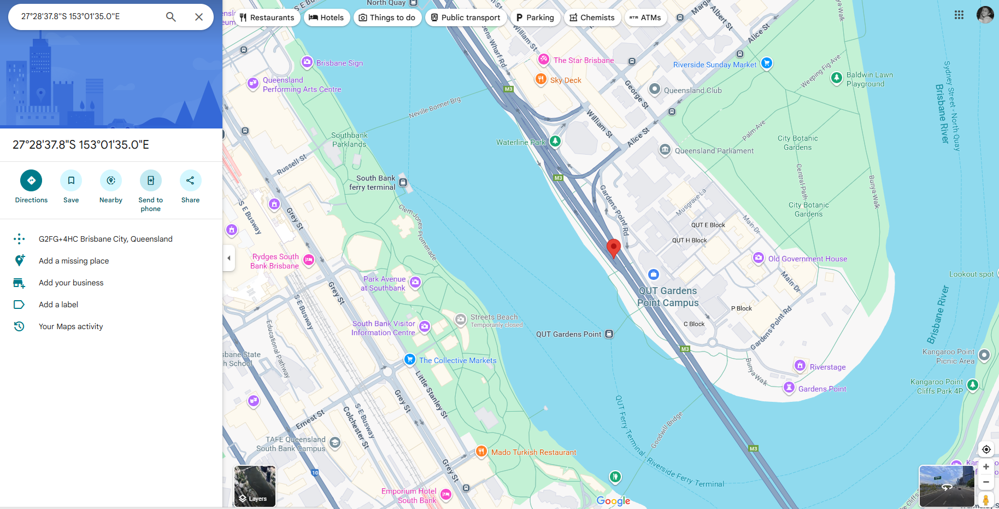 27°28'37.8"S 153°01'35.0"E
Restaurants
Hotels
Things to do
Public transport
Parking
Chemists
ATMs
27°28'37.8"S 153°01'35.0"E
Directions
Save
Nearby
Send to
phone
Share
G2FG+4HC Brisbane City, Queensland
Add a missing place
Add your business
Add a label
Your Maps activity
North Quay
Brisbane Sign
Queensland
Performing Arts Centre
The Star Brisbane
Sky Deck
Riverside Sunday Market
Queensland Club
Baldwin Lawn
Playground
Weeping Fig Ave
Albert St
Alice St
George St
William St
William St
Alice St
M3
Neville Bonner Brg
Southbank
Parklands
Waterline Park
Queensland Parliament
Palm Ave
City Botanic
Gardens
Sydney Street - North Quay
Brisbane River
Russell St
South Bank
ferry terminal
M3
Gardens Point Rd
Musgrave La
Central Path
Bunya Walk
City Botanic
Gardens
Main Dr
S E Busway
Grey St
Clem Jones Promenade
QUT E Block
QUT H Block
Rydges South
Bank Brisbane
Old Government House
Main Dr
Lookout spot
Park Avenue
at Southbank
Grey St
QUT Gardens
Point Campus
S E Busway
Streets Beach
Temporarily closed
P Block
C Block
South Bank Visitor
Information Centre
QUT Gardens Point
Gardens Point Rd
Brisbane River
Educational Pathway
M3
The Collective Markets
Kangaroo Point
Picnic Area
Bunya Walk
Riverstage
Gardens Point
Kangaroo Point
Cliffs Park 4P
Little Stanley St
Grey St
S E Busway
Colchester St
Ernest St
QUT Ferry Terminal - Riverside Ferry Terminal
Goodwill Bridge
TAFE Queensland
South Bank Campus
Mado Turkish Restaurant
M3
Grey St
10
Emporium Hotel
South Bank
Layers
Google